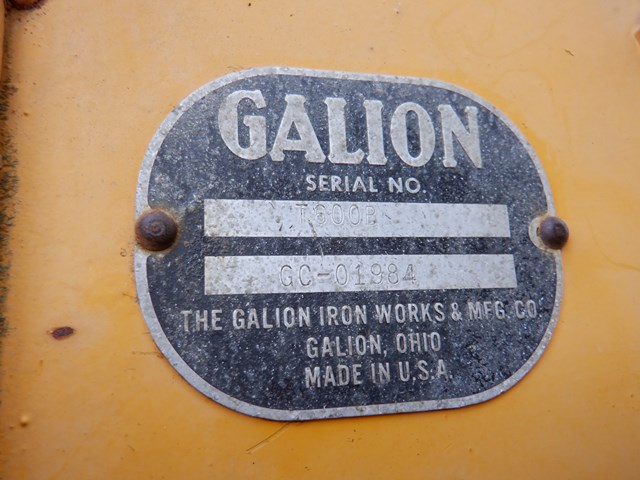 GALION
SERIAL NO.
T600B
GC-01984
THE GALION IRON WORKS & MFG. CO.
GALION, OHIO
MADE IN U.S.A.